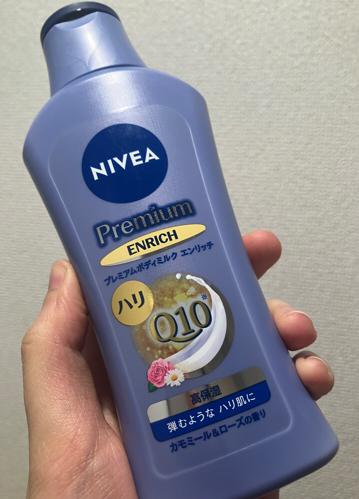 NIVEA
Premium
ENRICH
プレミアムボディミルク エンリッチ
ハリ
Q10※
高保湿
弾むような ハリ肌に
カモミール&ローズの香り